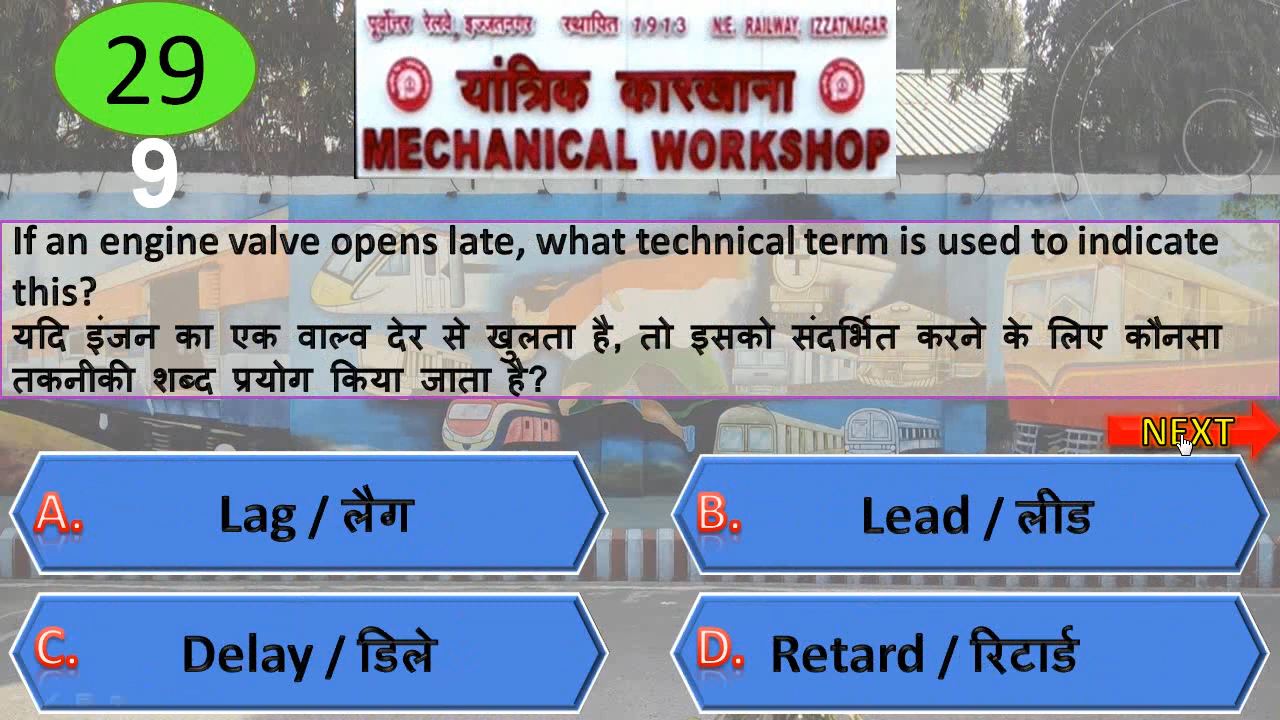 29
9
पूर्वोत्तर रेलवे, इज्जतनगर स्थापित 1913 N.E. RAILWAY, IZZATNAGAR
यांत्रिक कारखाना
MECHANICAL WORKSHOP
If an engine valve opens late, what technical term is used to indicate
this?
यदि इंजन का एक वाल्व देर से खुलता है, तो इसको संदर्भित करने के लिए कौनसा
तकनीकी शब्द प्रयोग किया जाता है?
NEXT
A. Lag / लैग
B. Lead / लीड
C. Delay / डिले
D. Retard / रिटार्ड